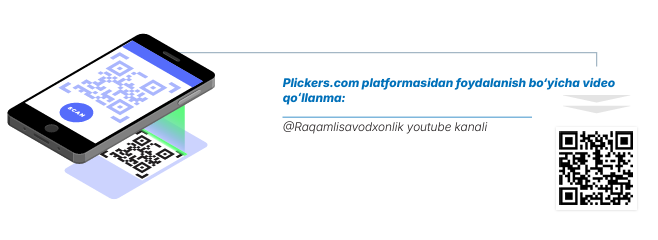 Plickers.com platformasidan foydalanish bo‘yicha video
qo‘llanma:
@Raqamlisavodxonlik youtube kanali
SCAN